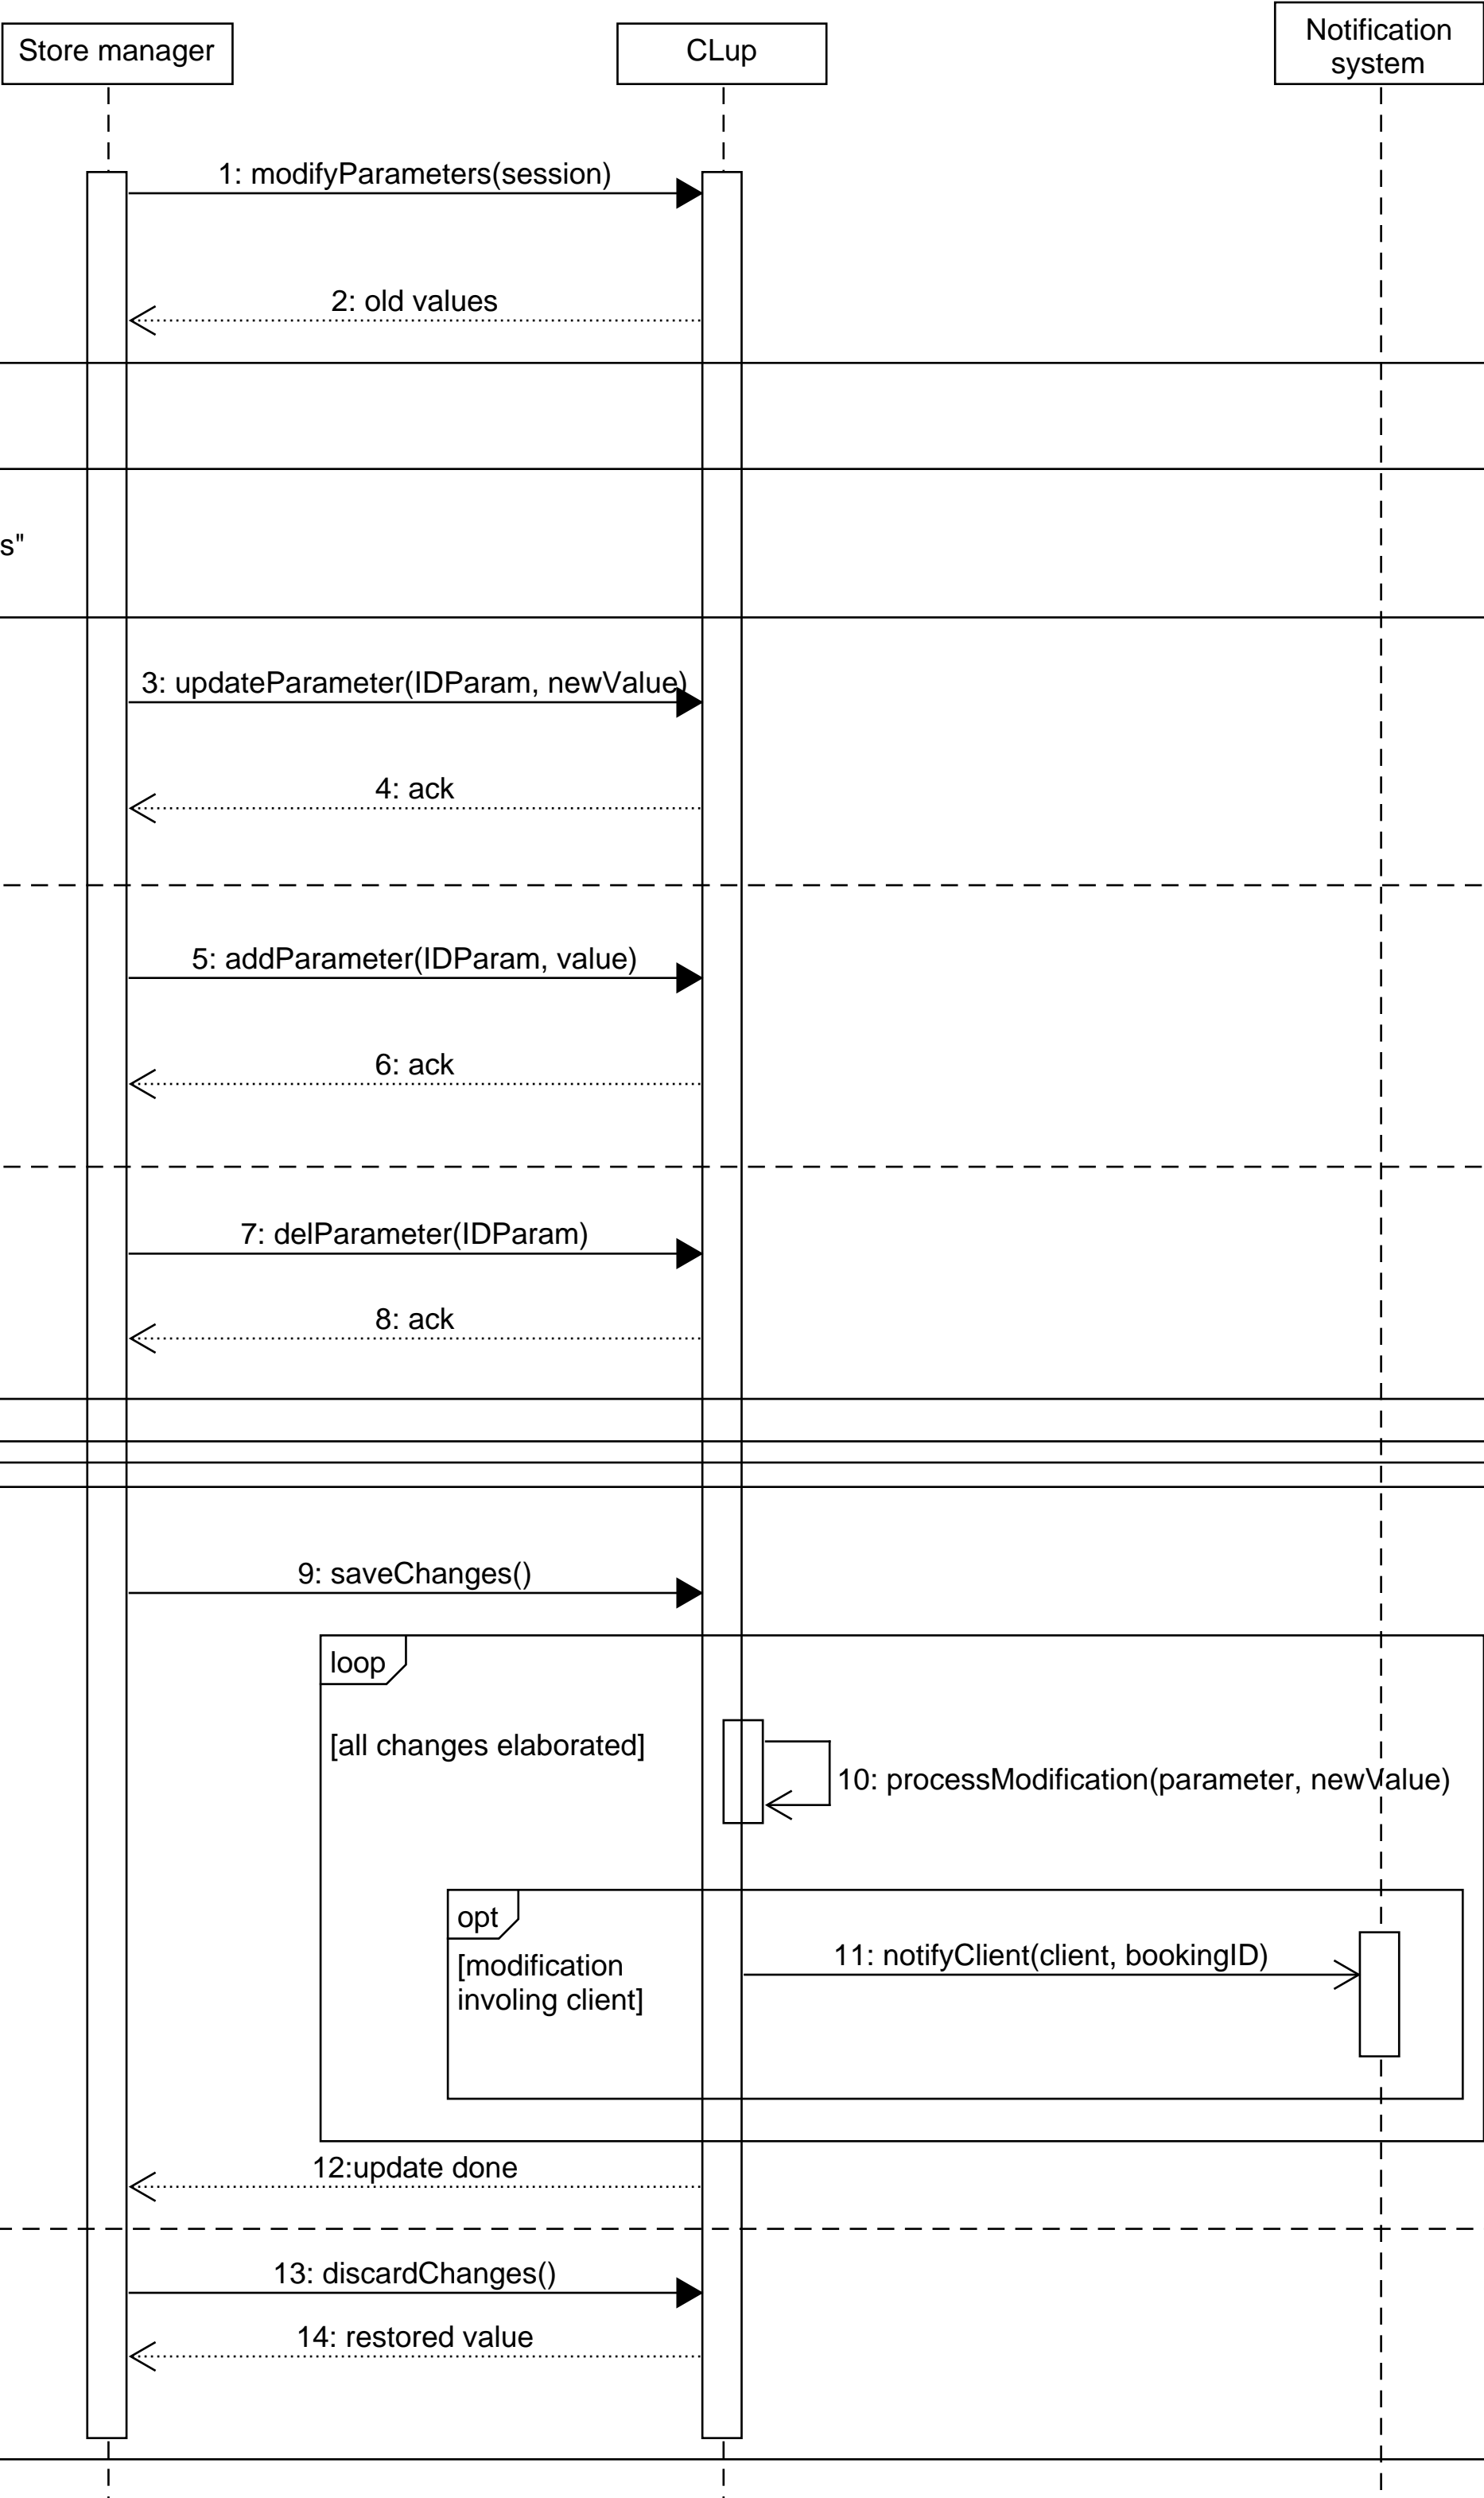 Store manager
CLup
Notification
system
1: modifyParameters(session)
2: old values
s"
3: updateParameter(IDParam, newValue)
4: ack
5: addParameter(IDParam, value)
6: ack
7: delParameter(IDParam)
8: ack
9: saveChanges()
loop
[all changes elaborated]
10: processModification(parameter, newValue)
opt
[modification
involing client]
11: notifyClient(client, bookingID)
12:update done
13: discardChanges()
14: restored value